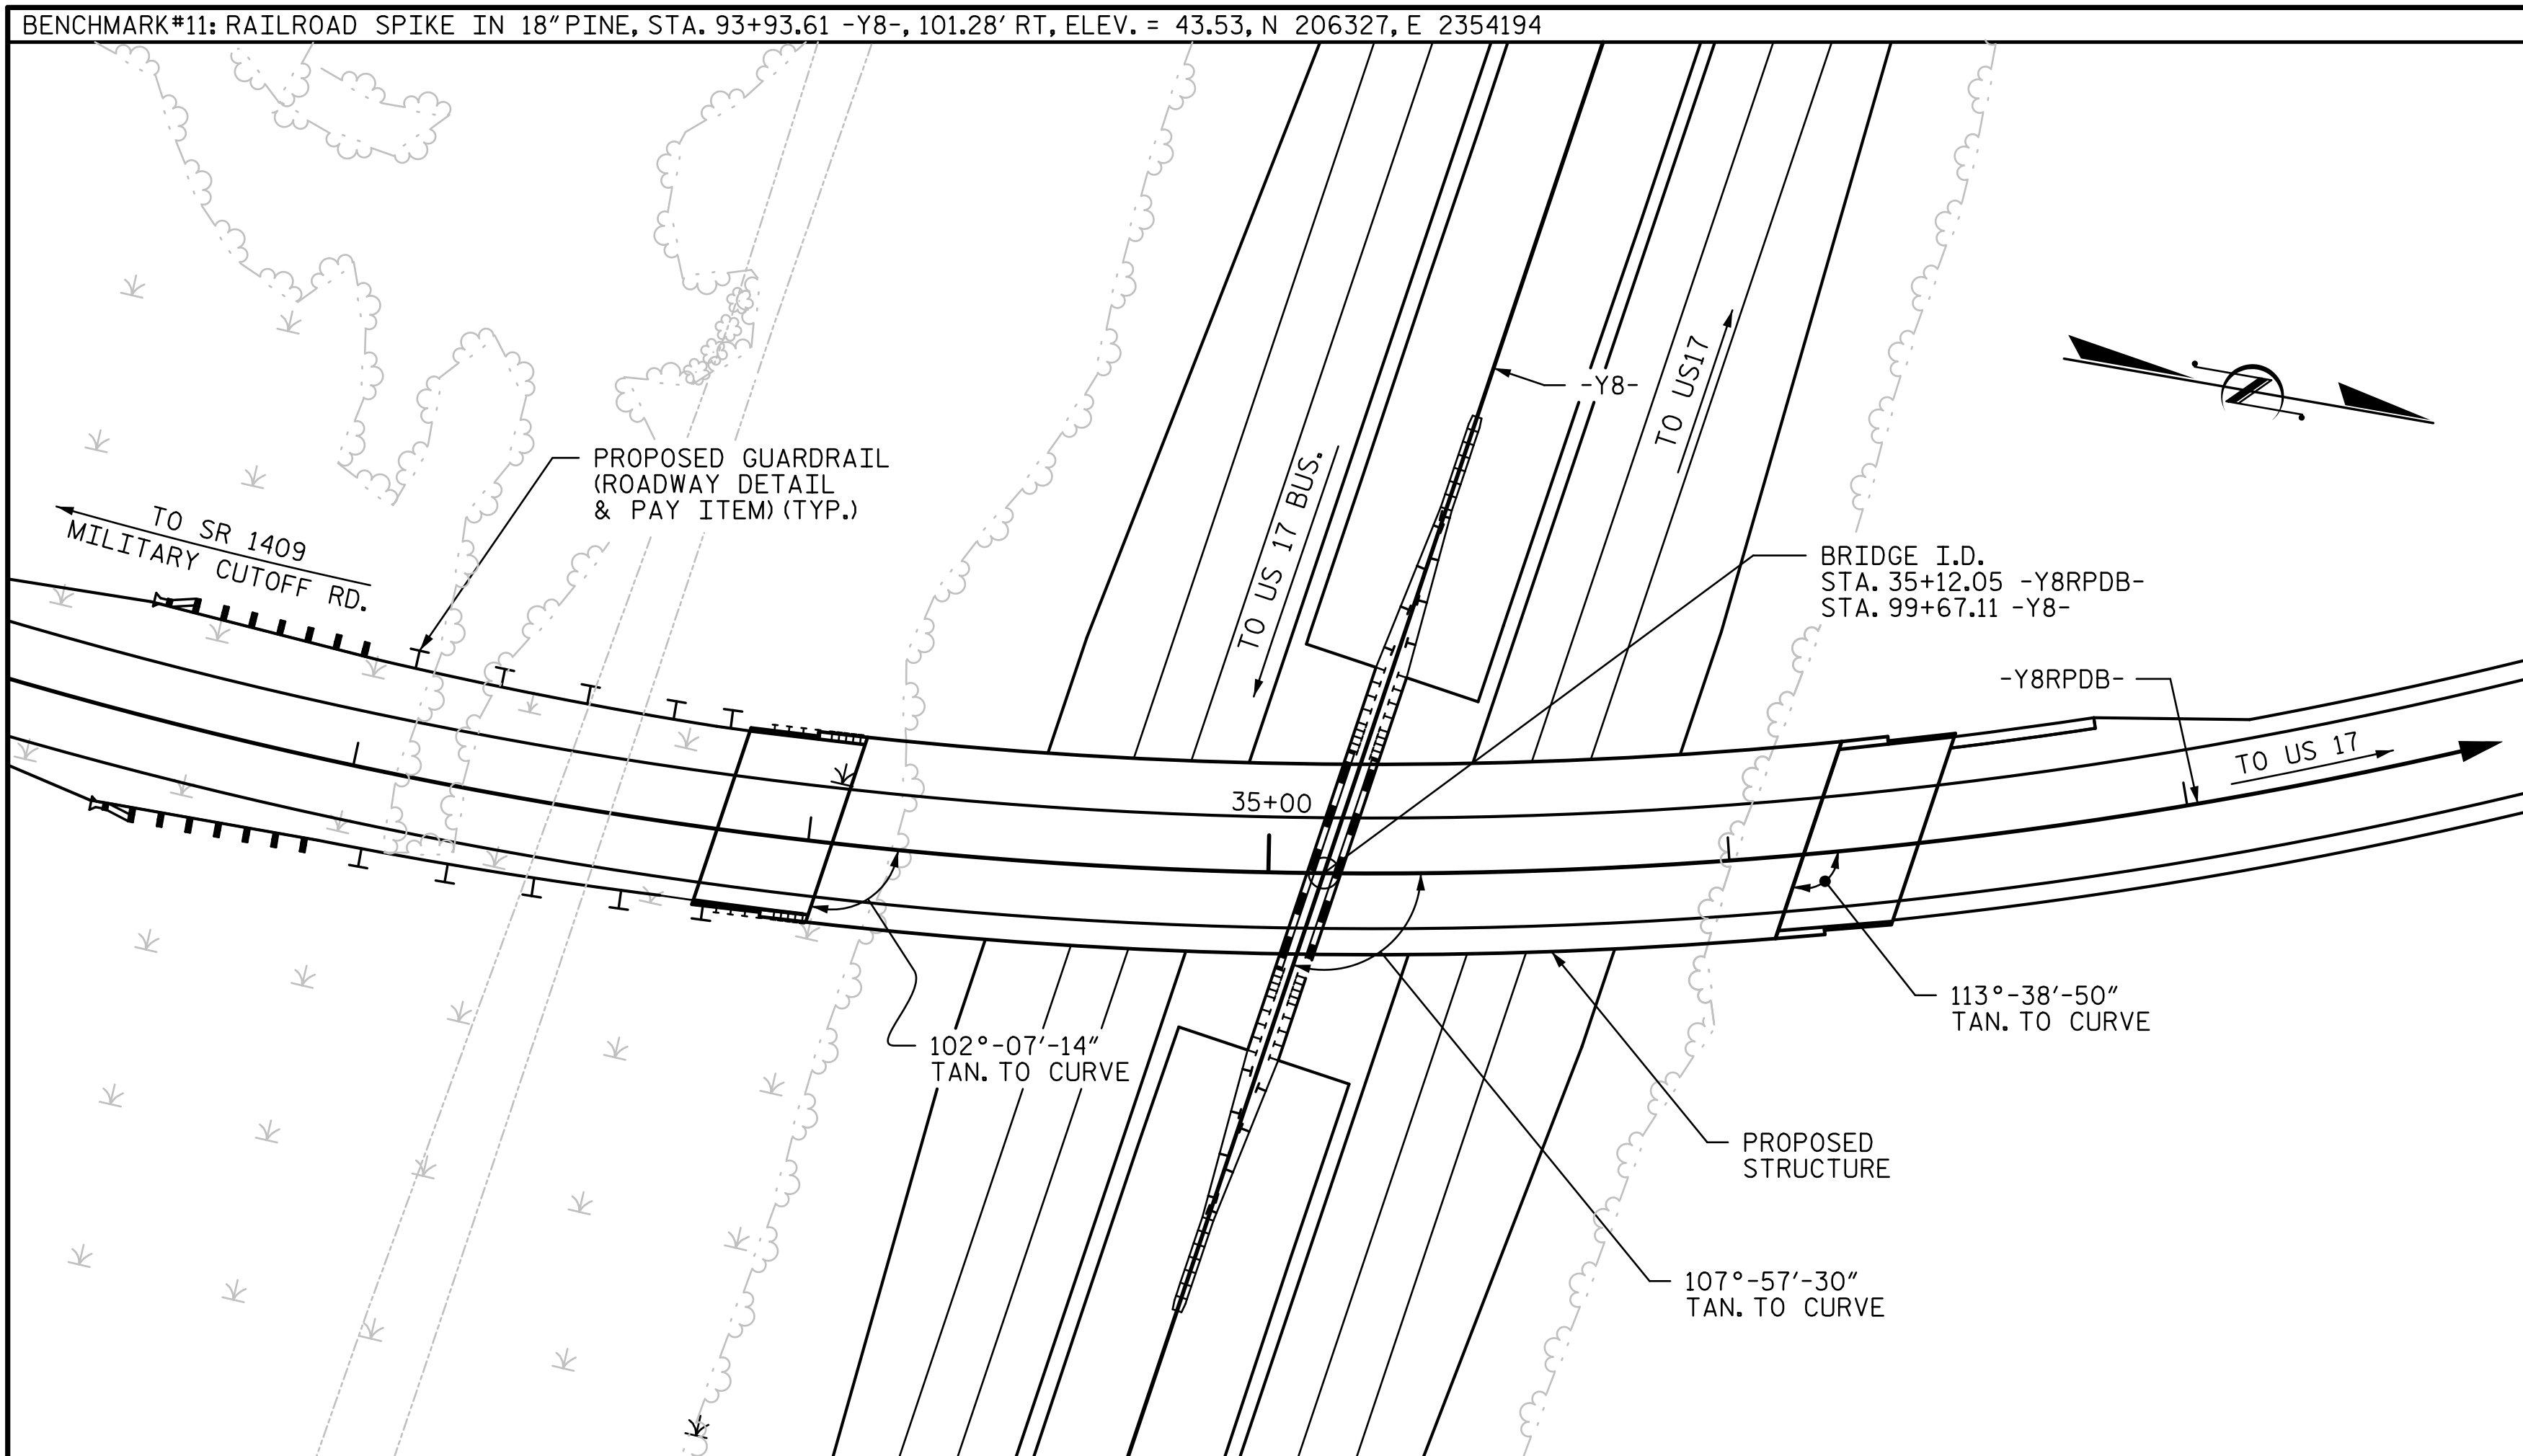 BENCHMARK#11: RAILROAD SPIKE IN 18" PINE, STA. 93+93.61 -Y8-, 101.28' RT, ELEV. = 43.53, N 206327, E 2354194
-Y8-
TO US17
TO US 17 BUS.
PROPOSED GUARDRAIL
(ROADWAY DETAIL
& PAY ITEM) (TYP.)
TO SR 1409
MILITARY CUTOFF RD.
BRIDGE I.D.
STA. 35+12.05 -Y8RPDB-
STA. 99+67.11 -Y8-
-Y8RPDB-
TO US 17
35+00
113°-38'-50"
TAN. TO CURVE
102°-07'-14"
TAN. TO CURVE
PROPOSED
STRUCTURE
107°-57'-30"
TAN. TO CURVE